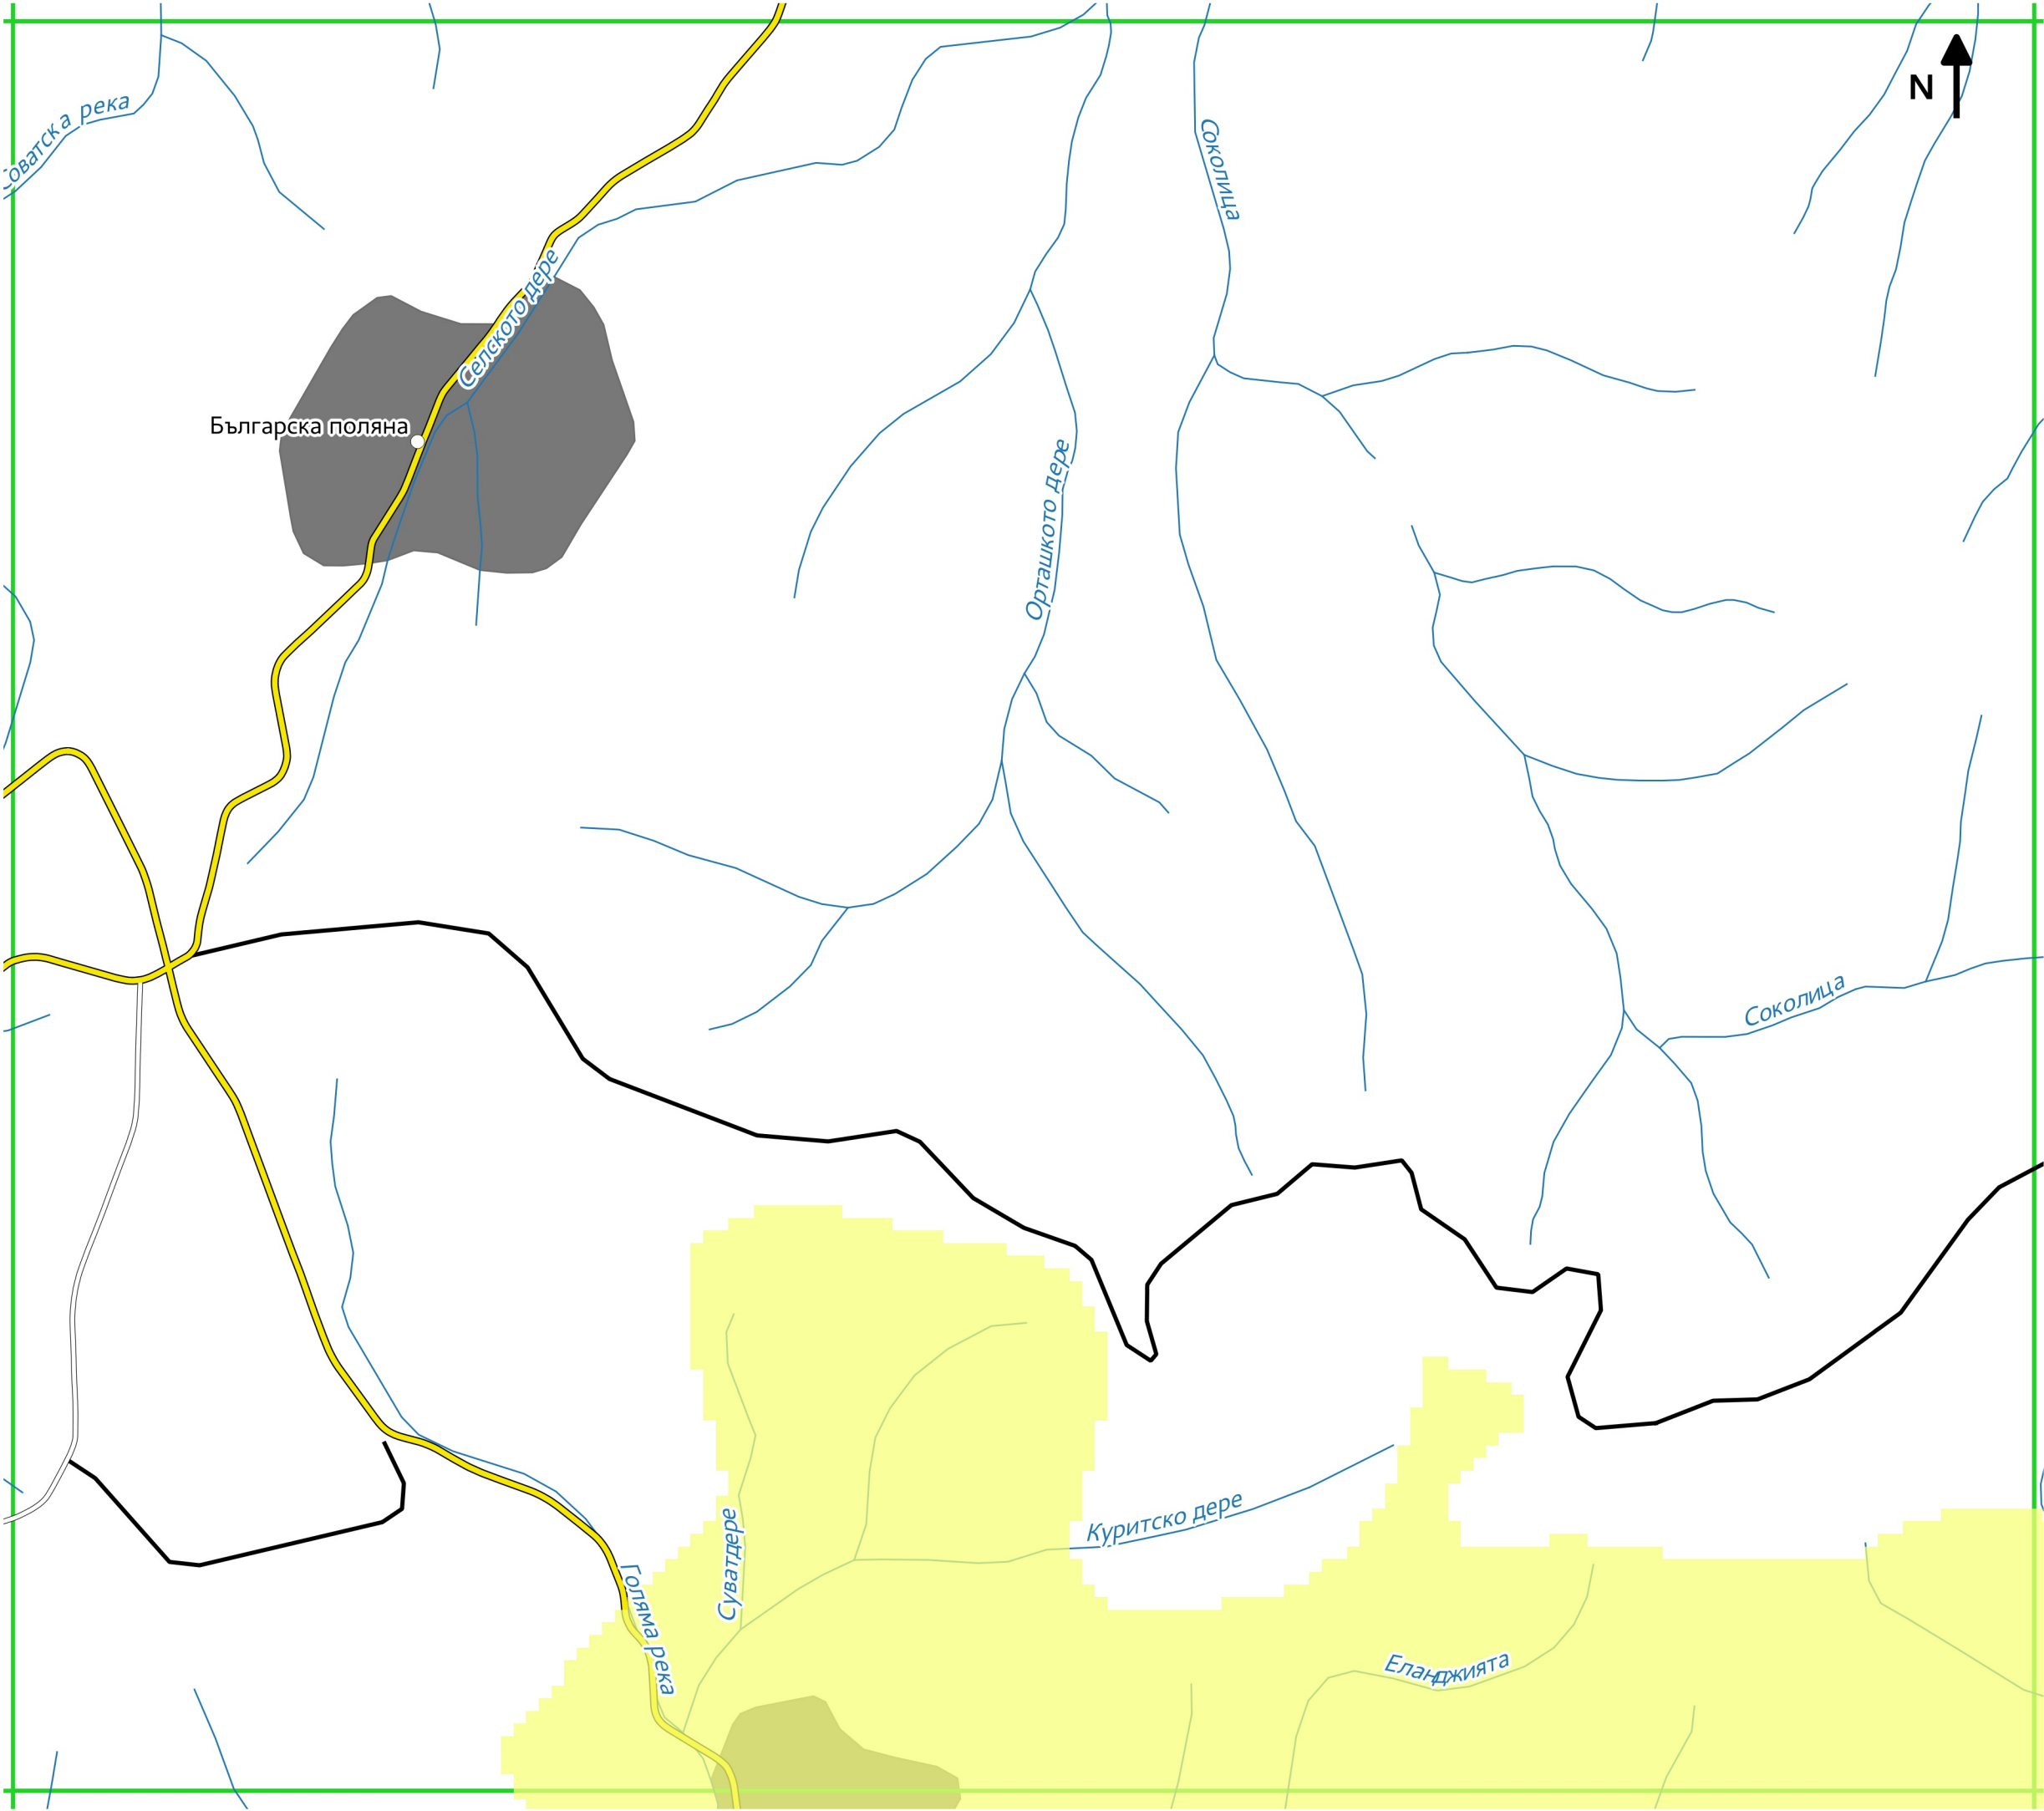 N
Соватска река
Соколица
Селското дере
Българска поляна
Орташкото дере
Соколица
Куритско дере
Суватдере
Голяма река
Еланджията